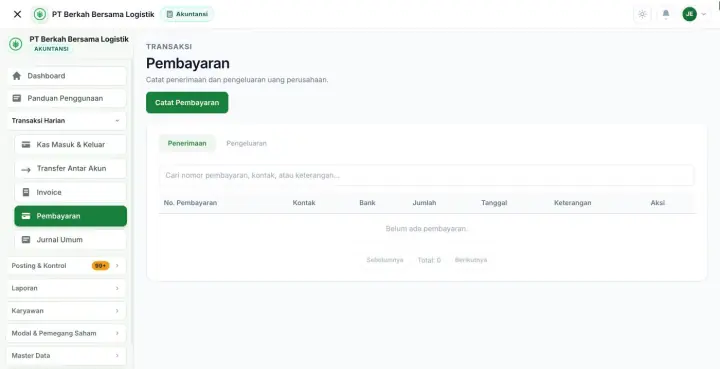 PT Berkah Bersama Logistik
Akuntansi
JE
PT Berkah Bersama Logistik
AKUNTANSI
Dashboard
Panduan Penggunaan
Transaksi Harian
Kas Masuk & Keluar
Transfer Antar Akun
Invoice
Pembayaran
Jurnal Umum
Posting & Kontrol 99+
Laporan
Karyawan
Modal & Pemegang Saham
Master Data
TRANSAKSI
Pembayaran
Catat penerimaan dan pengeluaran uang perusahaan.
Catat Pembayaran
Penerimaan Pengeluaran
Cari nomor pembayaran, kontak, atau keterangan...
No. Pembayaran Kontak Bank Jumlah Tanggal Keterangan Aksi
Belum ada pembayaran.
Sebelumnya Total: 0 Berikutnya